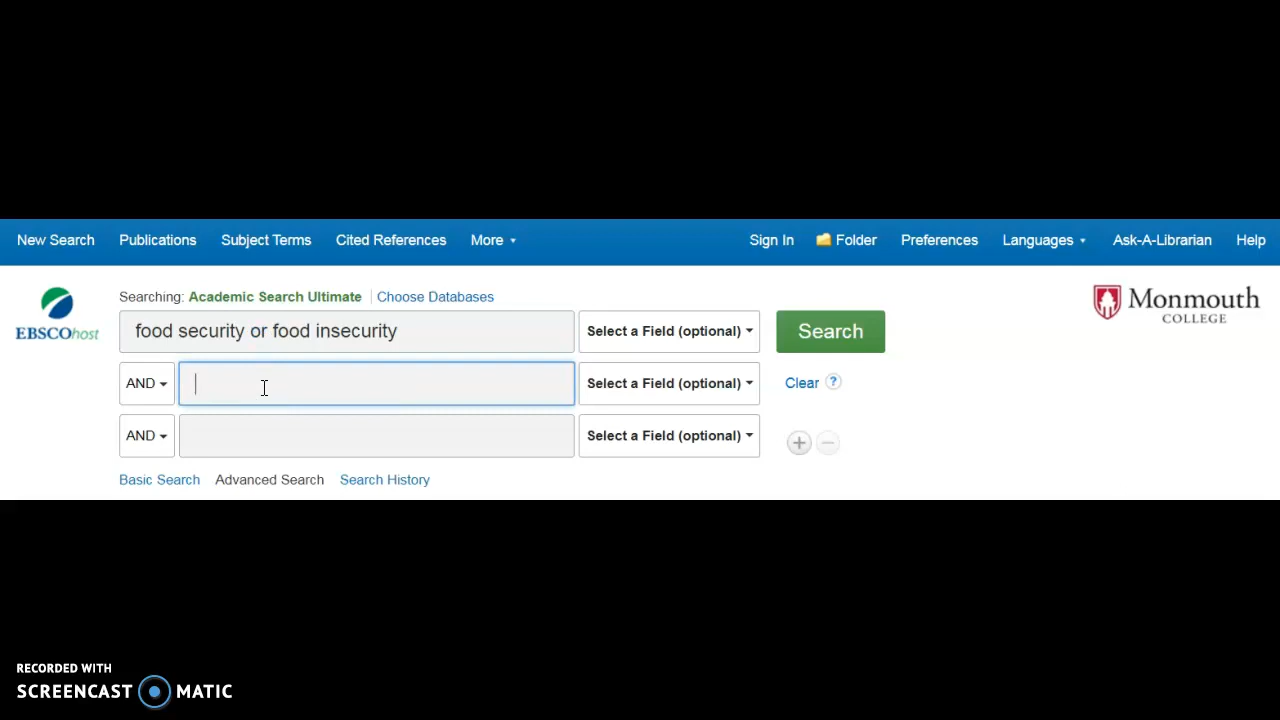 New Search Publications Subject Terms Cited References More Sign In Folder Preferences Languages Ask-A-Librarian Help
EBSCOhost
Searching: Academic Search Ultimate Choose Databases
Monmouth
COLLEGE
food security or food insecurity Select a Field (optional) Search
AND Select a Field (optional) Clear ?
AND Select a Field (optional)
Basic Search Advanced Search Search History
RECORDED WITH
SCREENCAST MATIC